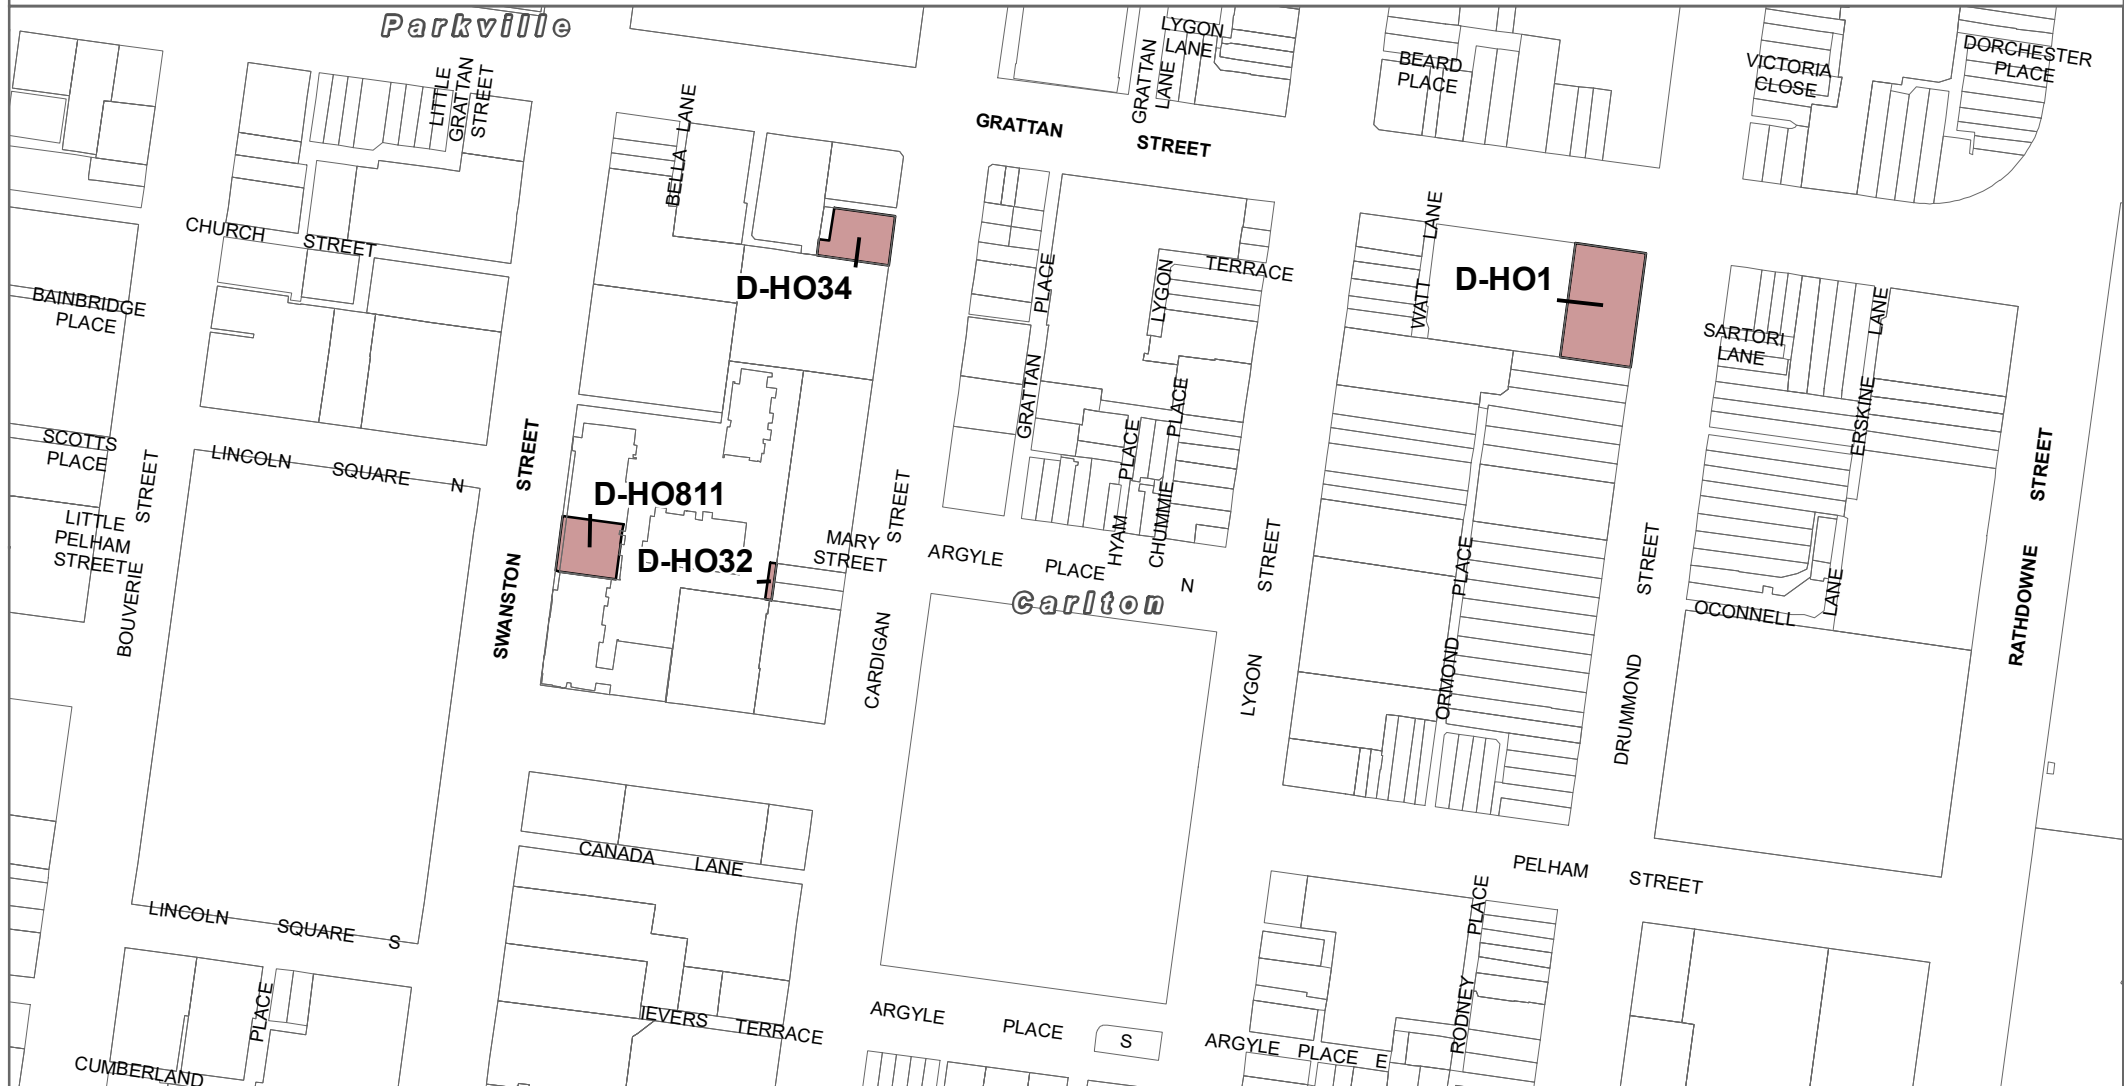 Parkville
LYGON
LANE
GRATTAN
LANE
BEARD
PLACE
VICTORIA
CLOSE
DORCHESTER
PLACE
LITTLE
GRATTAN
STREET
BELLA LANE
GRATTAN STREET
CHURCH STREET
BAINBRIDGE
PLACE
D-HO34
GRATTAN PLACE
LYGON
TERRACE
WATT LANE
D-HO1
SARTORI
LANE
ERSKINE LANE
SCOTTS
PLACE
LINCOLN SQUARE N
SWANSTON STREET
BOUVERIE STREET
LITTLE
PELHAM
STREET
D-HO811
D-HO32
MARY
STREET
CARDIGAN STREET
HYAM PLACE
CHUMMIE PLACE
ARGYLE PLACE N
Carlton
LYGON STREET
ORMOND PLACE
DRUMMOND STREET
OCONNELL
LANE
RATHDOWNE STREET
CANADA LANE
PELHAM STREET
LINCOLN SQUARE S
PLACE
CUMBERLAND
IEVERS TERRACE
ARGYLE PLACE S
ARGYLE PLACE E
RODNEY PLACE